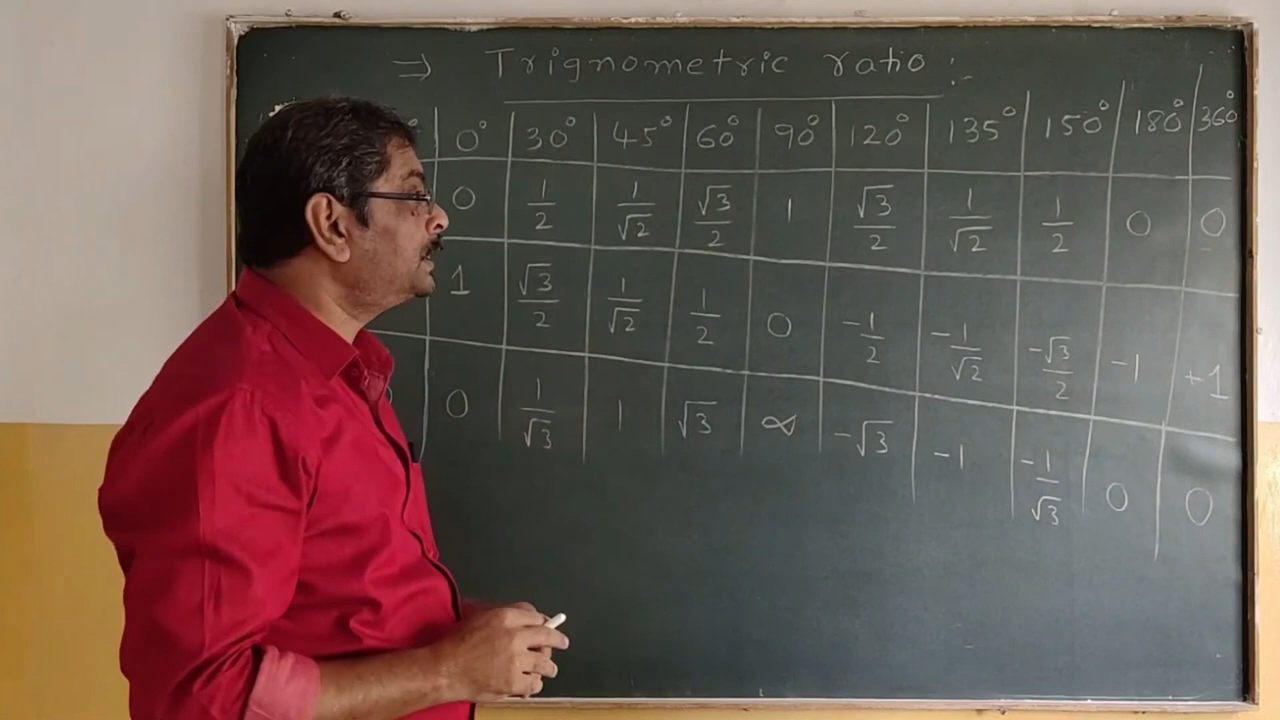 ⇒ Trignometric ratio :-
0° 30° 45° 60° 90° 120° 135° 150° 180° 360°
0 1/2 1/√2 √3/2 1 √3/2 1/√2 1/2 0 0
1 √3/2 1/√2 1/2 0 -1/2 -1/√2 -√3/2 -1 +1
0 1/√3 1 √3 ∞ -√3 -1 -1/√3 0 0